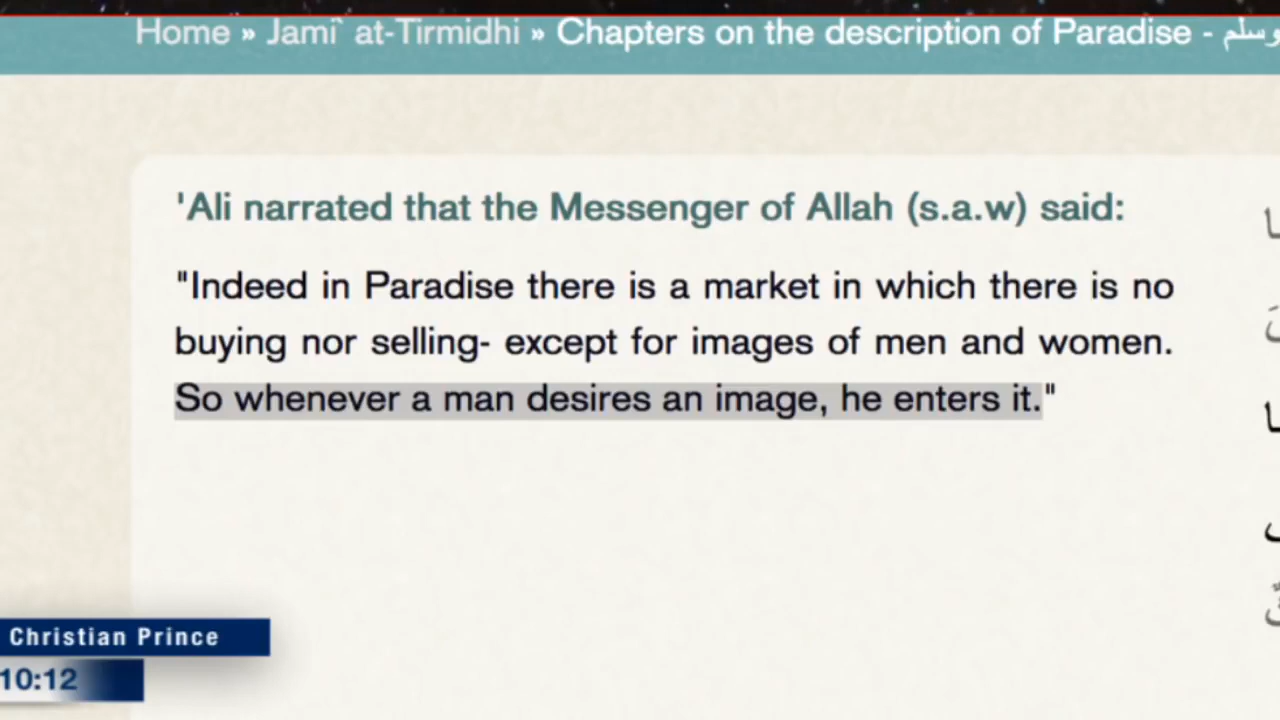 Home » Jami` at-Tirmidhi » Chapters on the description of Paradise - وسلم
'Ali narrated that the Messenger of Allah (s.a.w) said:
"Indeed in Paradise there is a market in which there is no
buying nor selling- except for images of men and women.
So whenever a man desires an image, he enters it."
Christian Prince
10:12